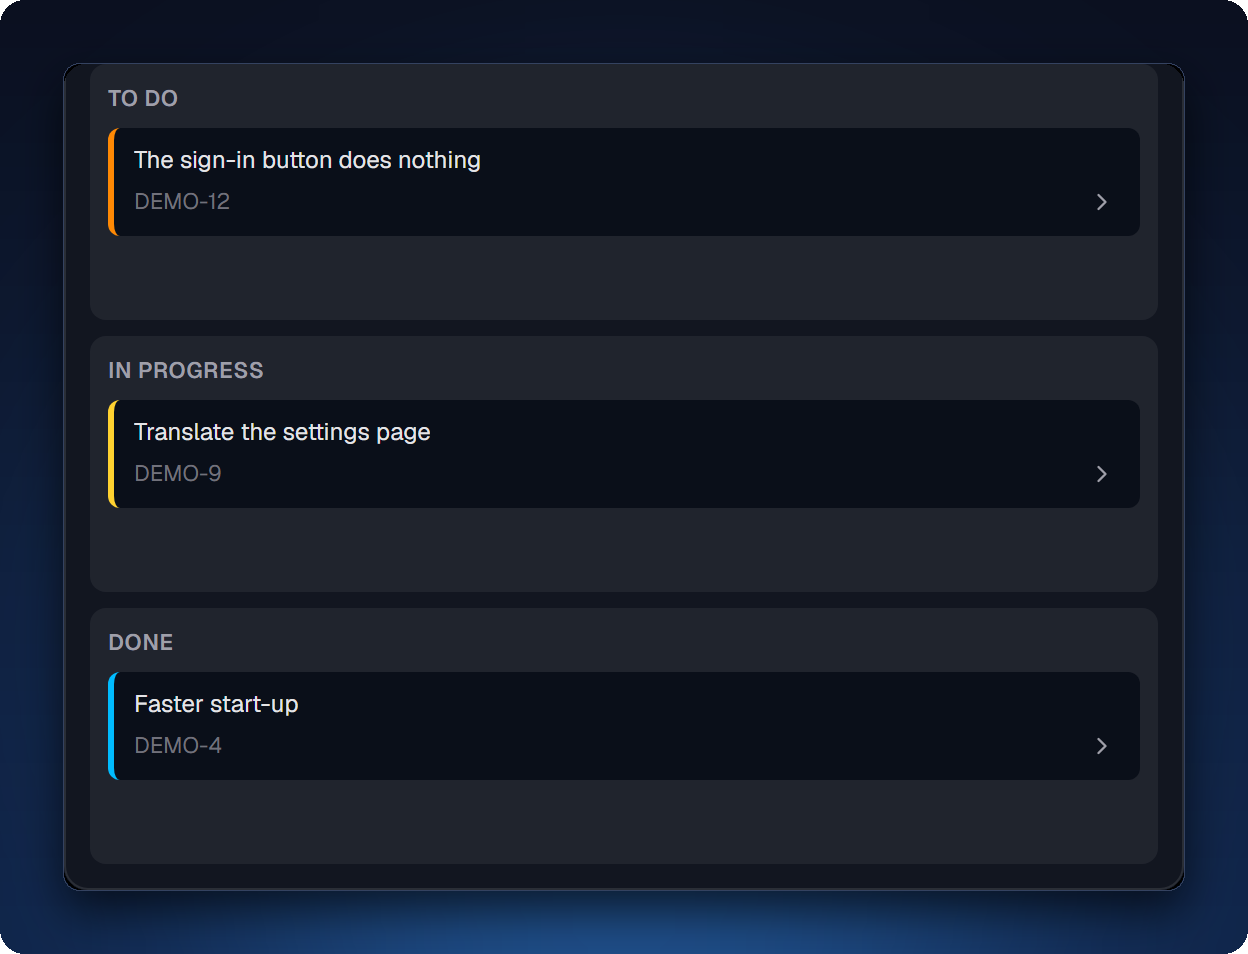 TO DO
The sign-in button does nothing
DEMO-12
IN PROGRESS
Translate the settings page
DEMO-9
DONE
Faster start-up
DEMO-4